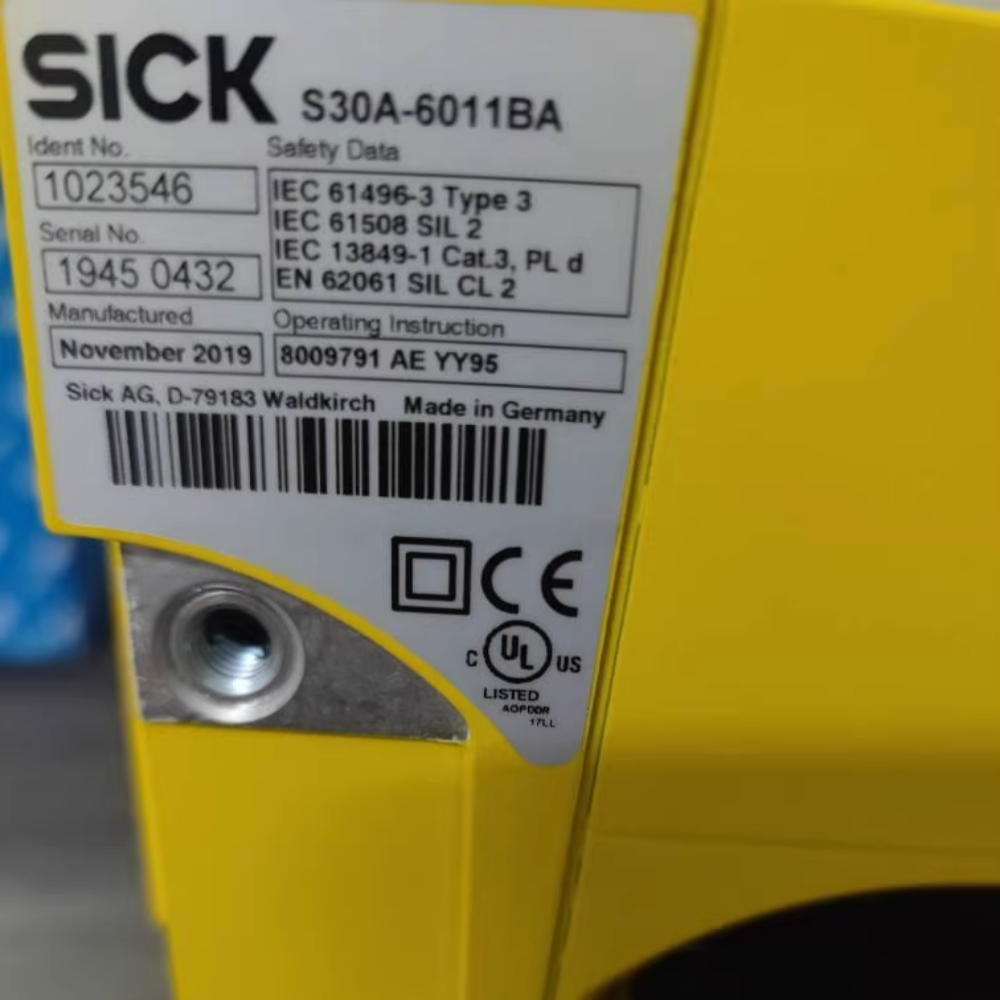 SICK S30A-6011BA
Ident No. Safety Data
1023546
IEC 61496-3 Type 3
IEC 61508 SIL 2
IEC 13849-1 Cat.3, PL d
EN 62061 SIL CL 2
Serial No.
1945 0432
Manufactured Operating Instruction
November 2019 8009791 AE YY95
Sick AG, D-79183 Waldkirch Made in Germany
CE
C UL US
LISTED
AOPDDR
17LL